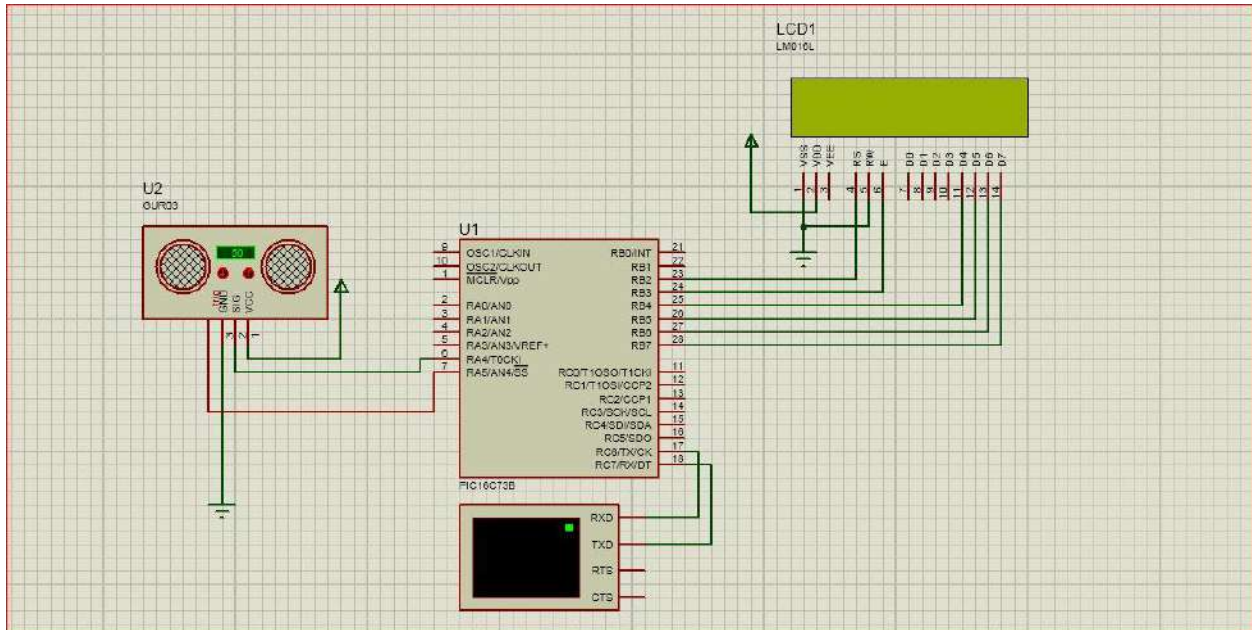 LCD1
LM016L
VSS
VDD
VEE
RS
RW
E
D0
D1
D2
D3
D4
D5
D6
D7
1
2
3
4
5
6
7
8
9
10
11
12
13
14
U2
GUR03
GND
SIG
VCC
3
2
1
U1
9
10
1
2
3
4
5
6
7
OSC1/CLKIN
OSC2/CLKOUT
MCLR/Vpp
RA0/AN0
RA1/AN1
RA2/AN2
RA3/AN3/VREF+
RA4/T0CKI
RA5/AN4/SS
RB0/INT
RB1
RB2
RB3
RB4
RB5
RB6
RB7
RC0/T1OSO/T1CKI
RC1/T1OSI/CCP2
RC2/CCP1
RC3/SCK/SCL
RC4/SDI/SDA
RC5/SDO
RC6/TX/CK
RC7/RX/DT
21
22
23
24
25
26
27
28
11
12
13
14
15
16
17
18
PIC16C73B
RXD
TXD
RTS
CTS